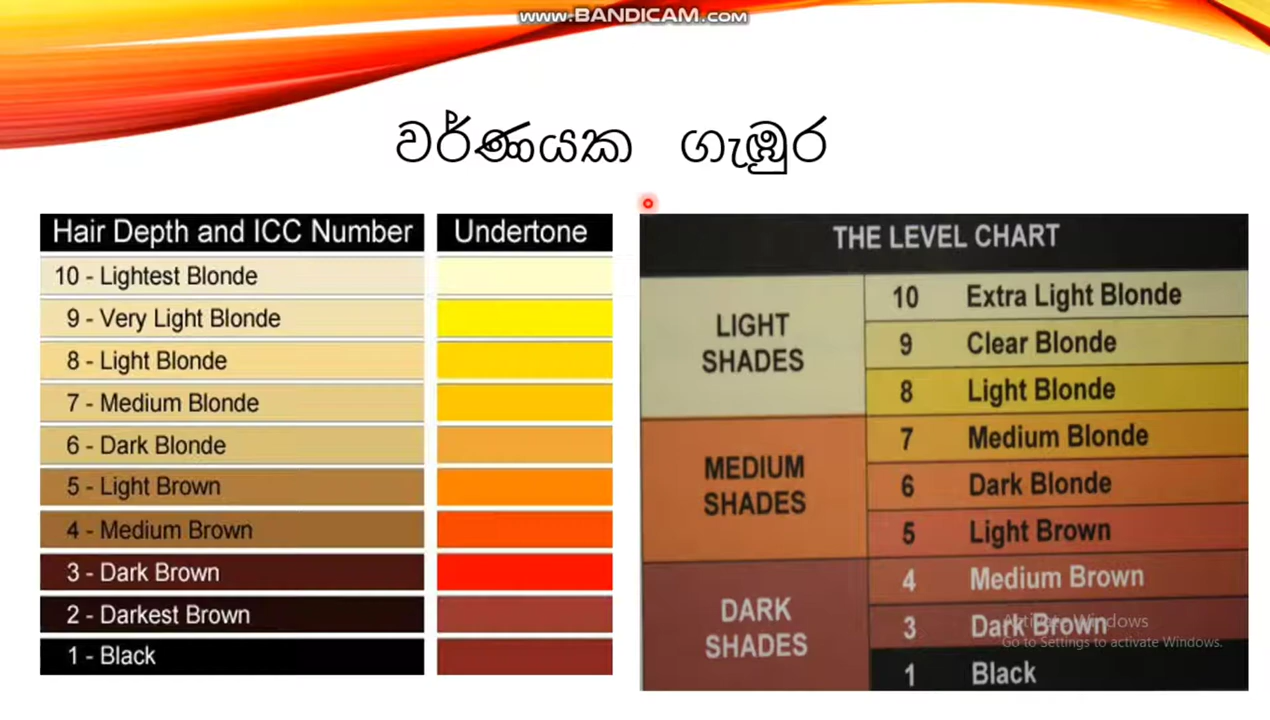 www.BANDICAM.com
වර්ණයක ගැඹුර
Hair Depth and ICC Number
Undertone
10 - Lightest Blonde
9 - Very Light Blonde
8 - Light Blonde
7 - Medium Blonde
6 - Dark Blonde
5 - Light Brown
4 - Medium Brown
3 - Dark Brown
2 - Darkest Brown
1 - Black
THE LEVEL CHART
LIGHT
SHADES
10 Extra Light Blonde
9 Clear Blonde
8 Light Blonde
MEDIUM
SHADES
7 Medium Blonde
6 Dark Blonde
5 Light Brown
DARK
SHADES
4 Medium Brown
3 Dark Brown
1 Black
Activate Windows
Go to Settings to activate Windows.